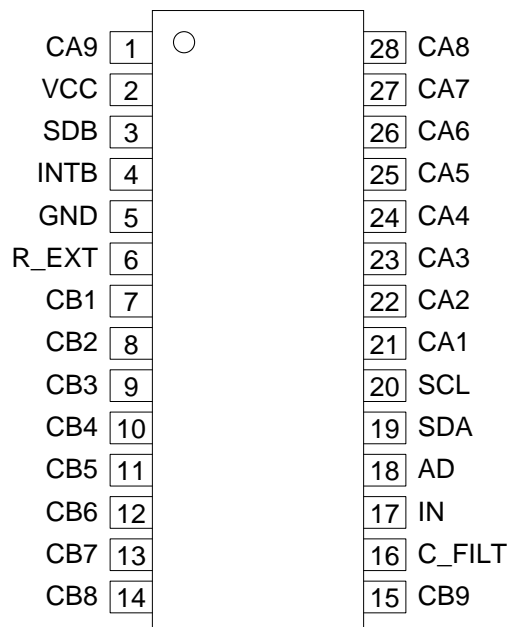 CA9 1 28 CA8
VCC 2 27 CA7
SDB 3 26 CA6
INTB 4 25 CA5
GND 5 24 CA4
R_EXT 6 23 CA3
CB1 7 22 CA2
CB2 8 21 CA1
CB3 9 20 SCL
CB4 10 19 SDA
CB5 11 18 AD
CB6 12 17 IN
CB7 13 16 C_FILT
CB8 14 15 CB9